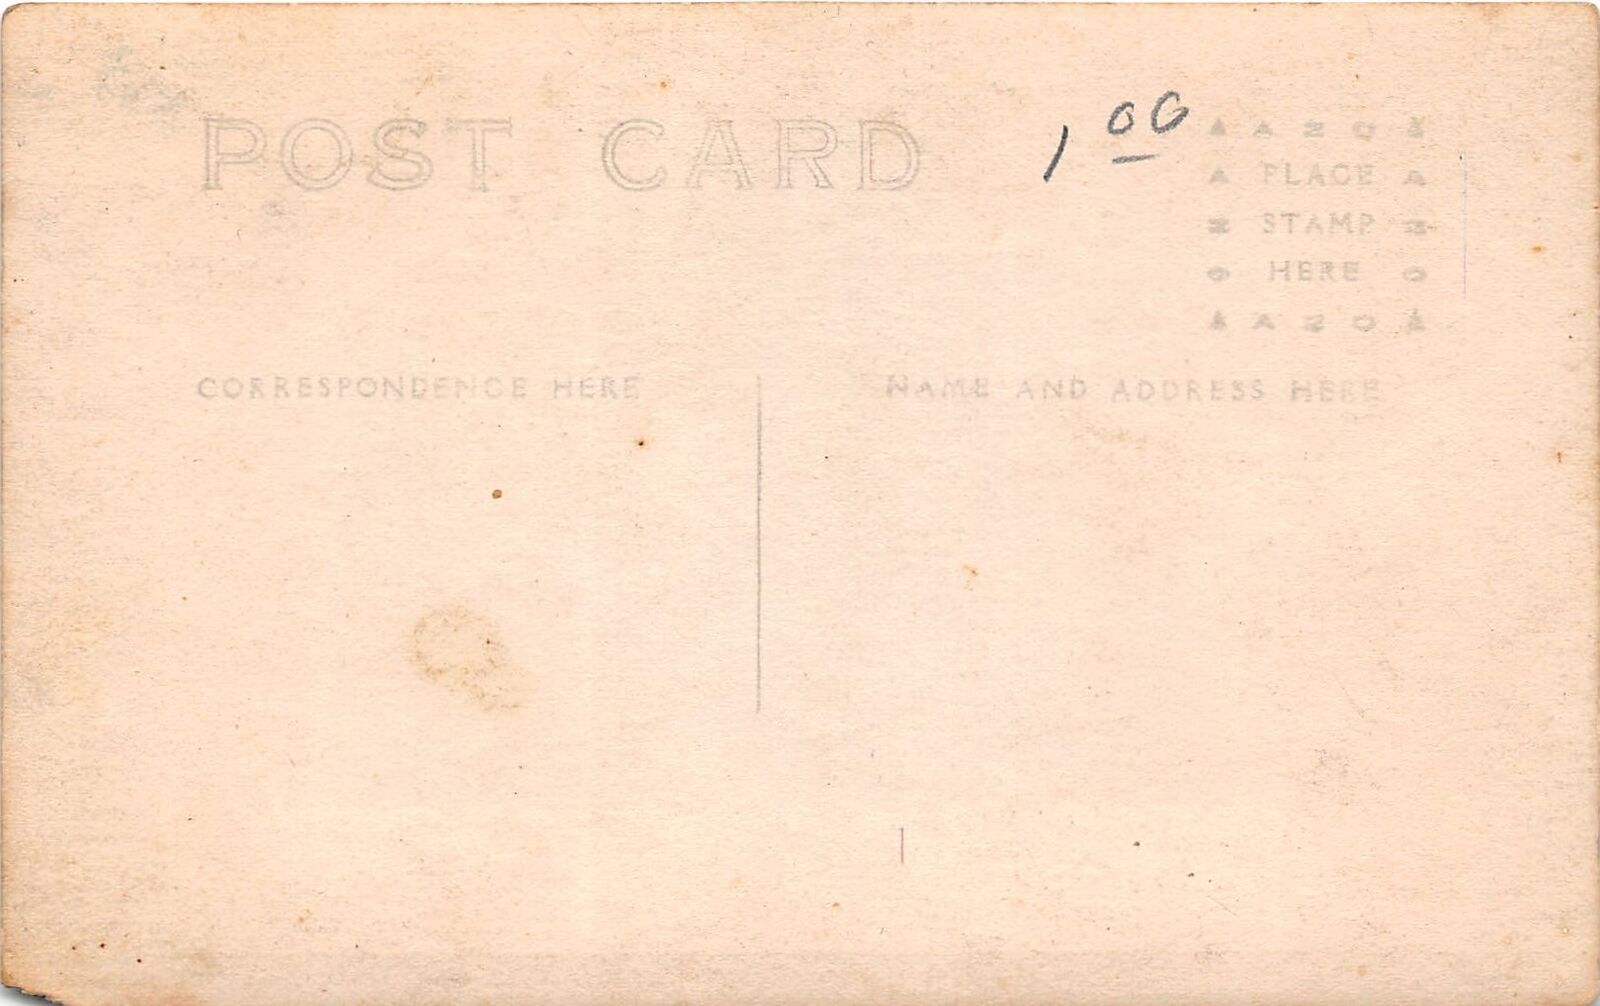 POST CARD
1 00
A A Z O A
A PLACE A
Z STAMP Z
O HERE O
A A Z O A
CORRESPONDENCE HERE
NAME AND ADDRESS HERE